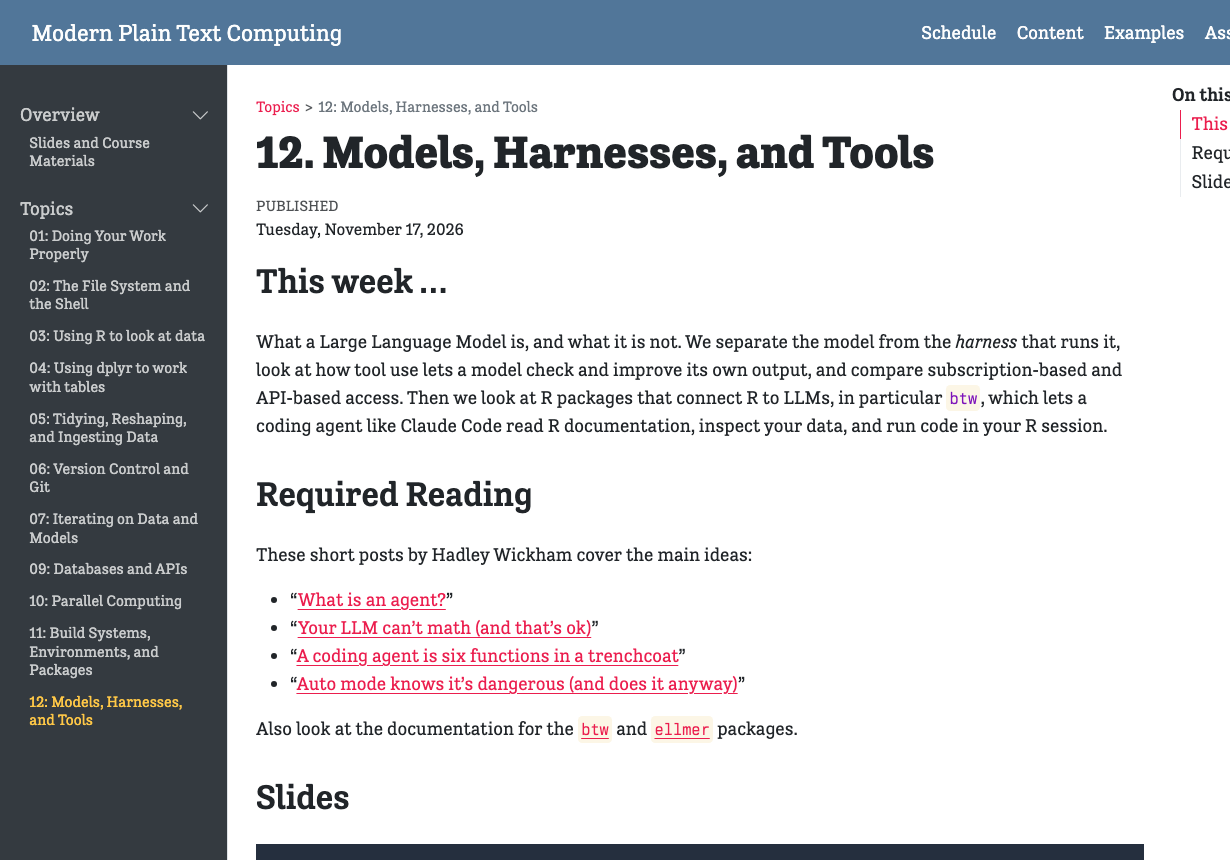 Modern Plain Text Computing
Schedule Content Examples Ass
Overview
Slides and Course
Materials
Topics
01: Doing Your Work
Properly
02: The File System and
the Shell
03: Using R to look at data
04: Using dplyr to work
with tables
05: Tidying, Reshaping,
and Ingesting Data
06: Version Control and
Git
07: Iterating on Data and
Models
09: Databases and APIs
10: Parallel Computing
11: Build Systems,
Environments, and
Packages
12: Models, Harnesses,
and Tools
Topics > 12: Models, Harnesses, and Tools
12. Models, Harnesses, and Tools
PUBLISHED
Tuesday, November 17, 2026
This week …
What a Large Language Model is, and what it is not. We separate the model from the harness that runs it,
look at how tool use lets a model check and improve its own output, and compare subscription-based and
API-based access. Then we look at R packages that connect R to LLMs, in particular btw, which lets a
coding agent like Claude Code read R documentation, inspect your data, and run code in your R session.
Required Reading
These short posts by Hadley Wickham cover the main ideas:
• “What is an agent?”
• “Your LLM can’t math (and that’s ok)”
• “A coding agent is six functions in a trenchcoat”
• “Auto mode knows it’s dangerous (and does it anyway)”
Also look at the documentation for the btw and ellmer packages.
Slides
On this
This
Requ
Slide